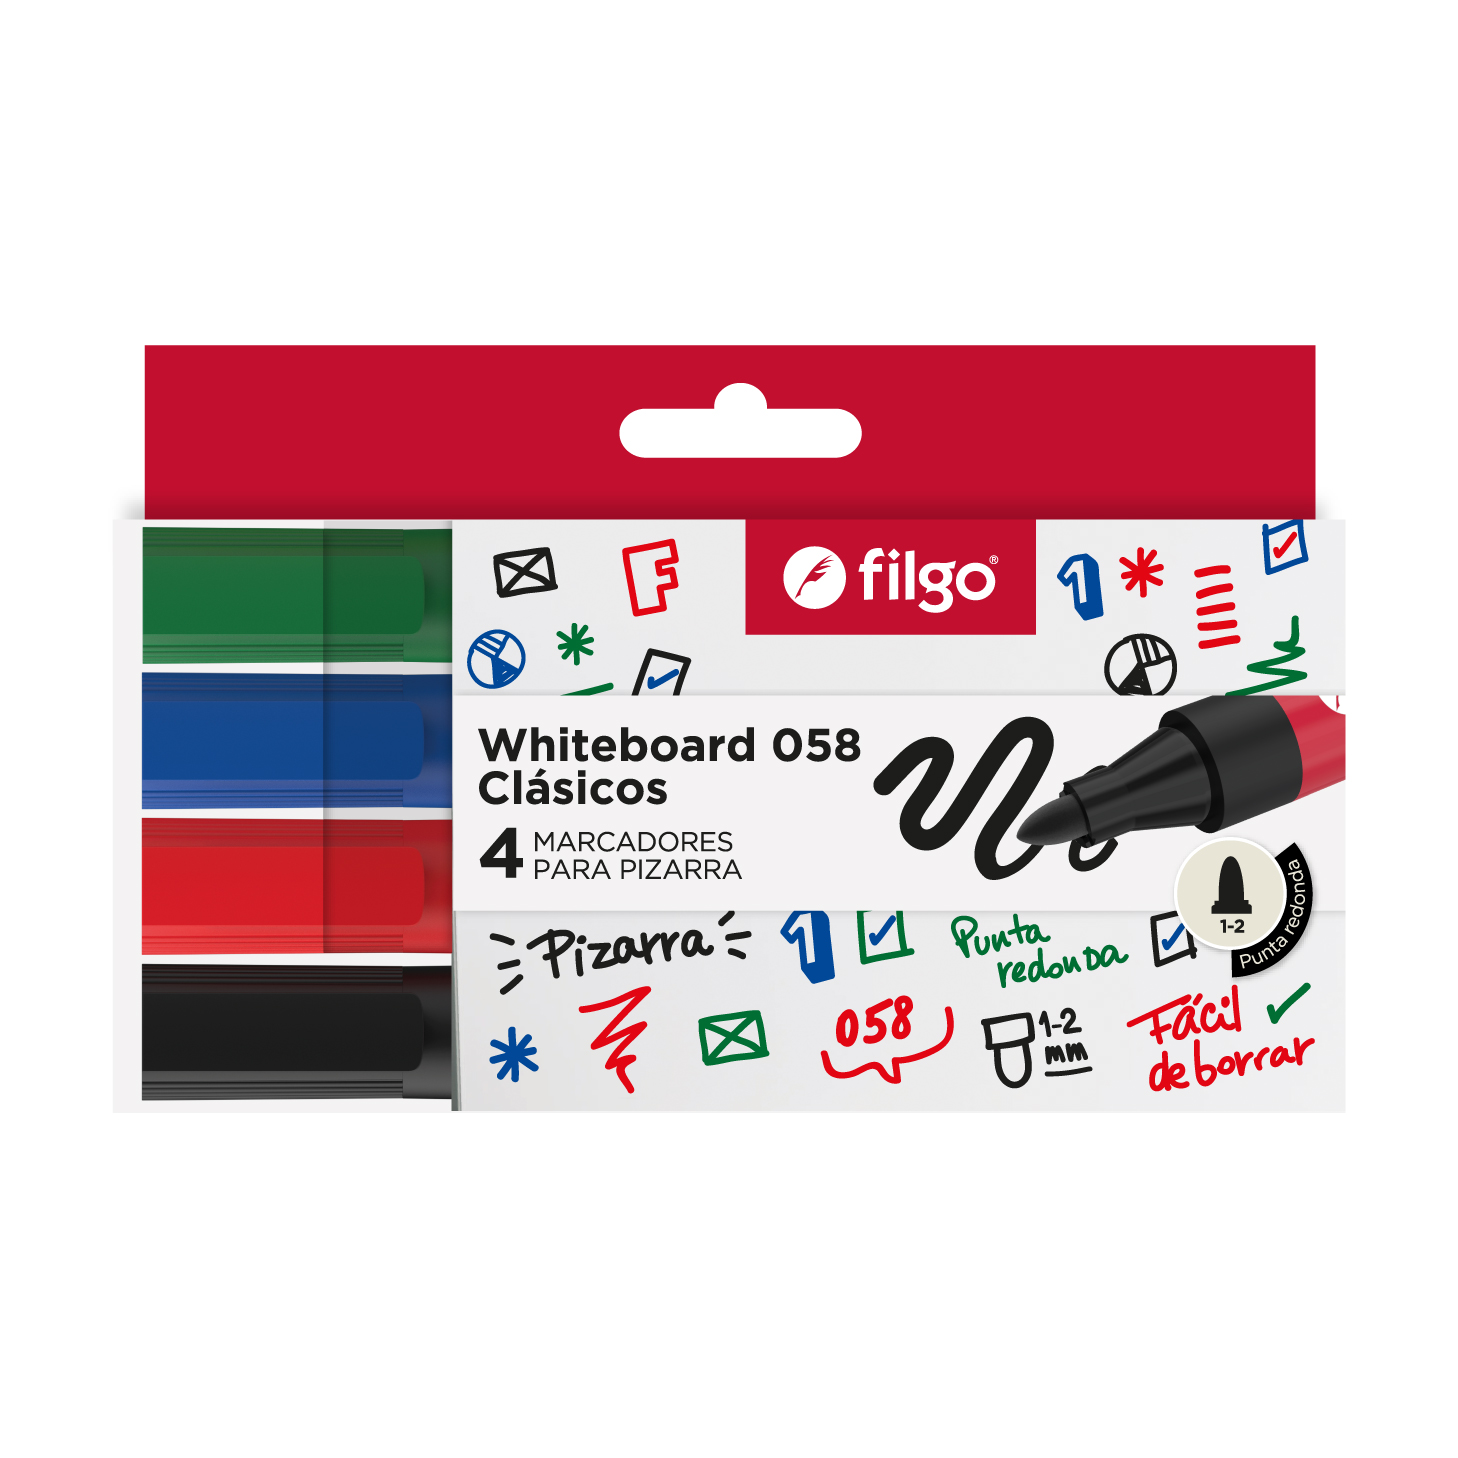 filgo®
F
1
Whiteboard 058
Clásicos
4 MARCADORES
PARA PIZARRA
1-2
Punta redonda
Pizarra
1
Punta
redonda
058
1-2
mm
Fácil
de borrar